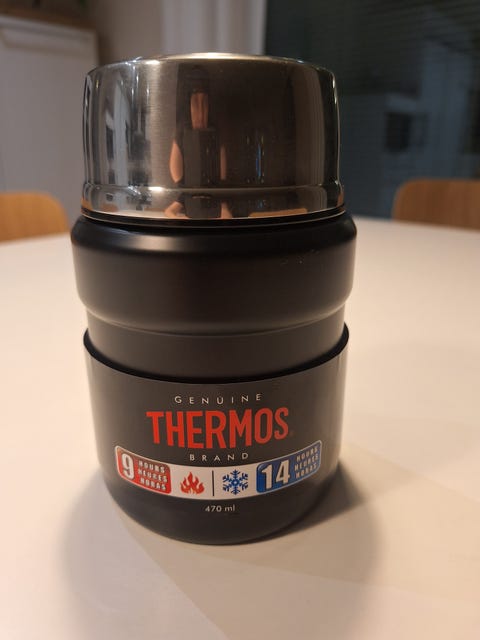 GENUINE
THERMOS
BRAND
9 HOURS
HEURES
HORAS
14 HOURS
HEURES
HORAS
470 ml